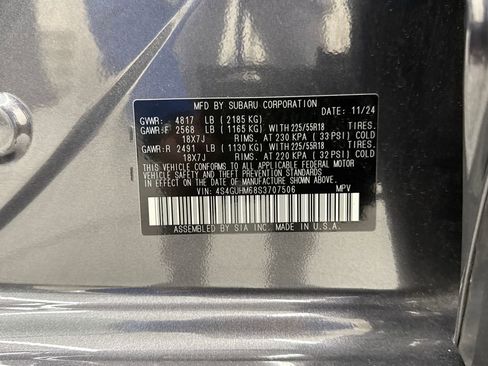 MFD BY SUBARU CORPORATION
GVWR: 4817 LB ( 2185 KG) DATE: 11/24
GAWR:F 2568 LB ( 1165 KG) WITH 225/55R18 TIRES.
18X7J RIMS. AT 230 KPA ( 33 PSI) COLD
GAWR:R 2491 LB ( 1130 KG) WITH 225/55R18 TIRES.
18X7J RIMS. AT 220 KPA ( 32 PSI) COLD
THIS VEHICLE CONFORMS TO ALL APPLICABLE FEDERAL MOTOR
VEHICLE SAFETY AND THEFT PREVENTION STANDARDS
IN EFFECT ON THE DATE OF MANUFACTURE
SHOWN ABOVE.
VIN: 4S4GUHM68S3707506 MPV
ASSEMBLED BY SIA INC. MADE IN U.S.A.